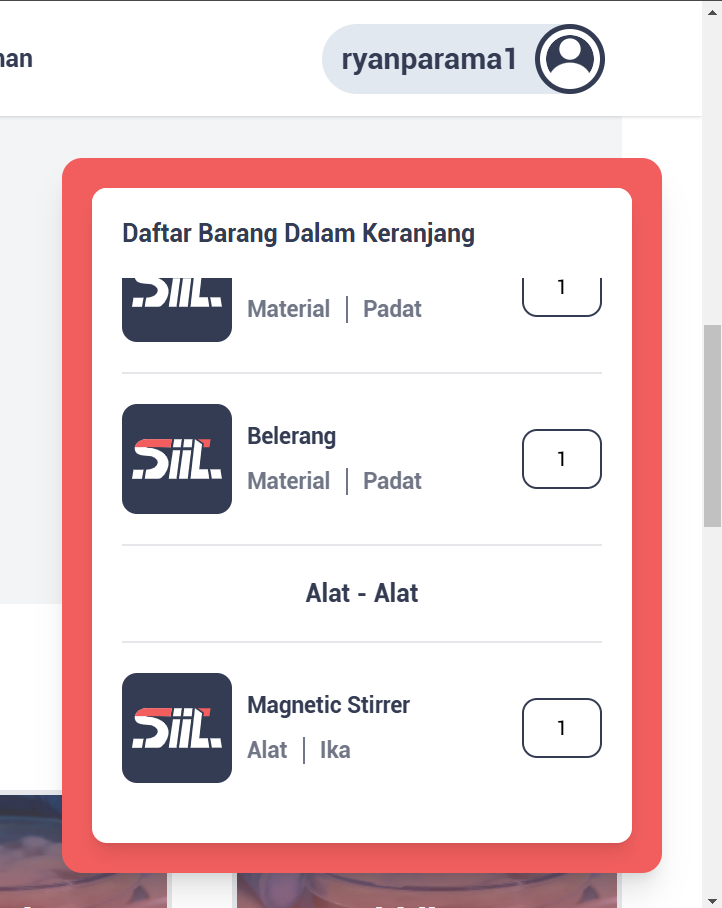 ryanparama1
Daftar Barang Dalam Keranjang
SiiL
Material | Padat
1
SiiL
Belerang
Material | Padat
1
Alat - Alat
SiiL
Magnetic Stirrer
Alat | Ika
1